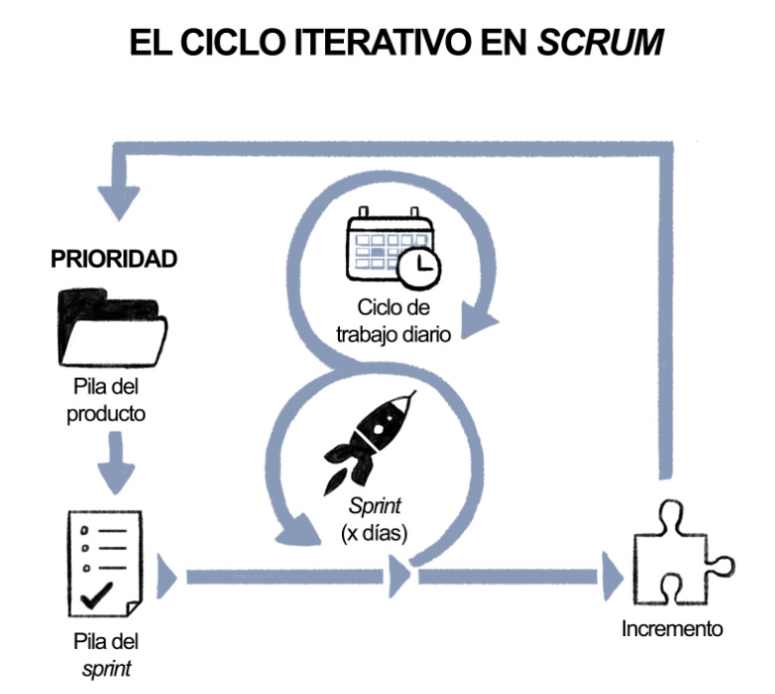 EL CICLO ITERATIVO EN SCRUM
PRIORIDAD
Pila del
producto
Ciclo de
trabajo diario
Sprint
(x días)
Pila del
sprint
Incremento